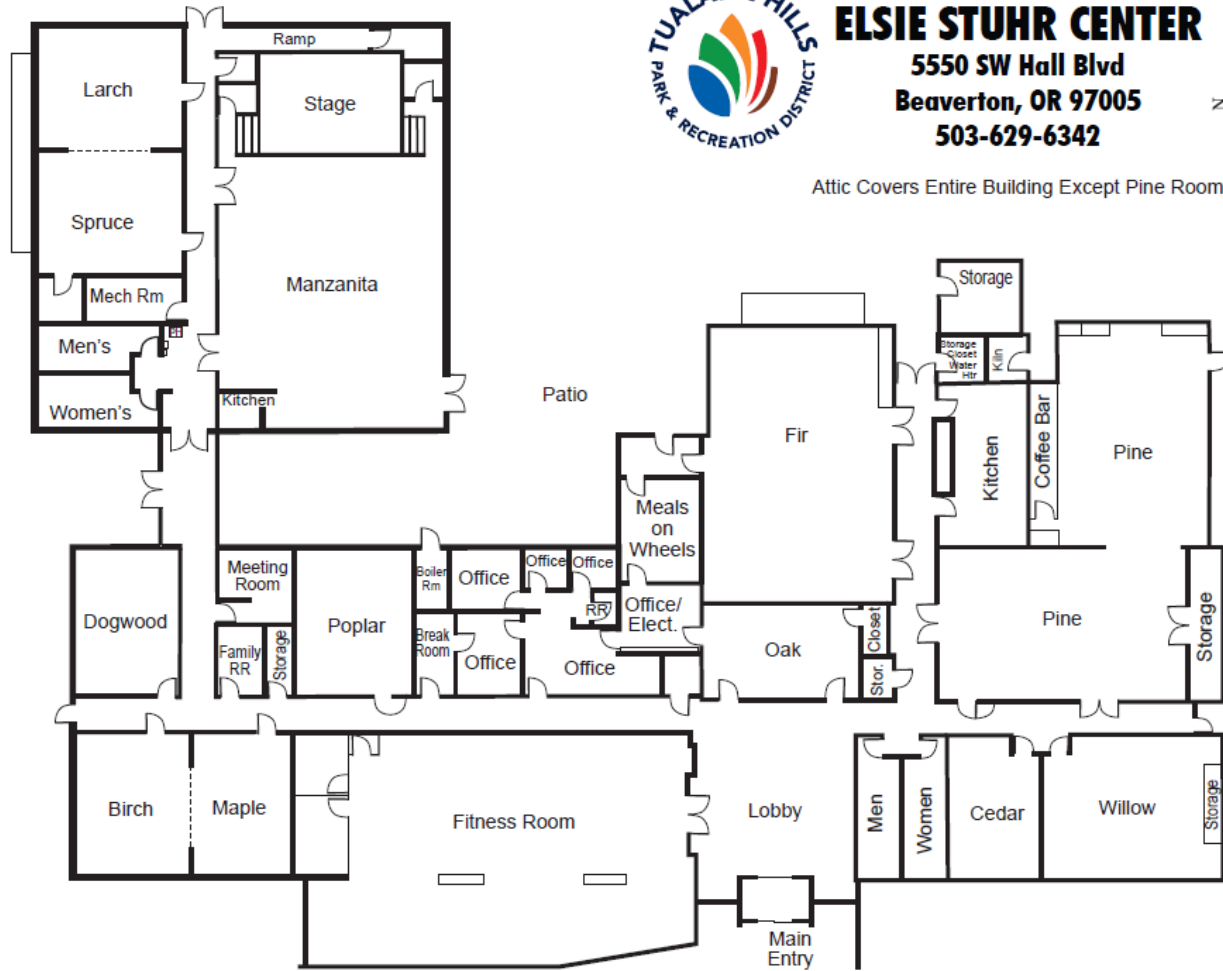 TUALATIN HILLS
PARK & RECREATION DISTRICT
ELSIE STUHR CENTER
5550 SW Hall Blvd
Beaverton, OR 97005
503-629-6342
Z
Attic Covers Entire Building Except Pine Room
Ramp
Larch
Stage
Spruce
Manzanita
Mech Rm
Men's
Women's
Kitchen
Patio
Storage
Storage
Closet
Water
Htr
Kiln
Fir
Kitchen
Coffee Bar
Pine
Meals
on
Wheels
Dogwood
Meeting
Room
Family
RR
Storage
Poplar
Boiler
Rm
Break
Room
Office
Office
Office
Office
RR
Office
Office/
Elect.
Oak
Closet
Stor.
Pine
Storage
Birch
Maple
Fitness Room
Lobby
Men
Women
Cedar
Willow
Storage
Main
Entry